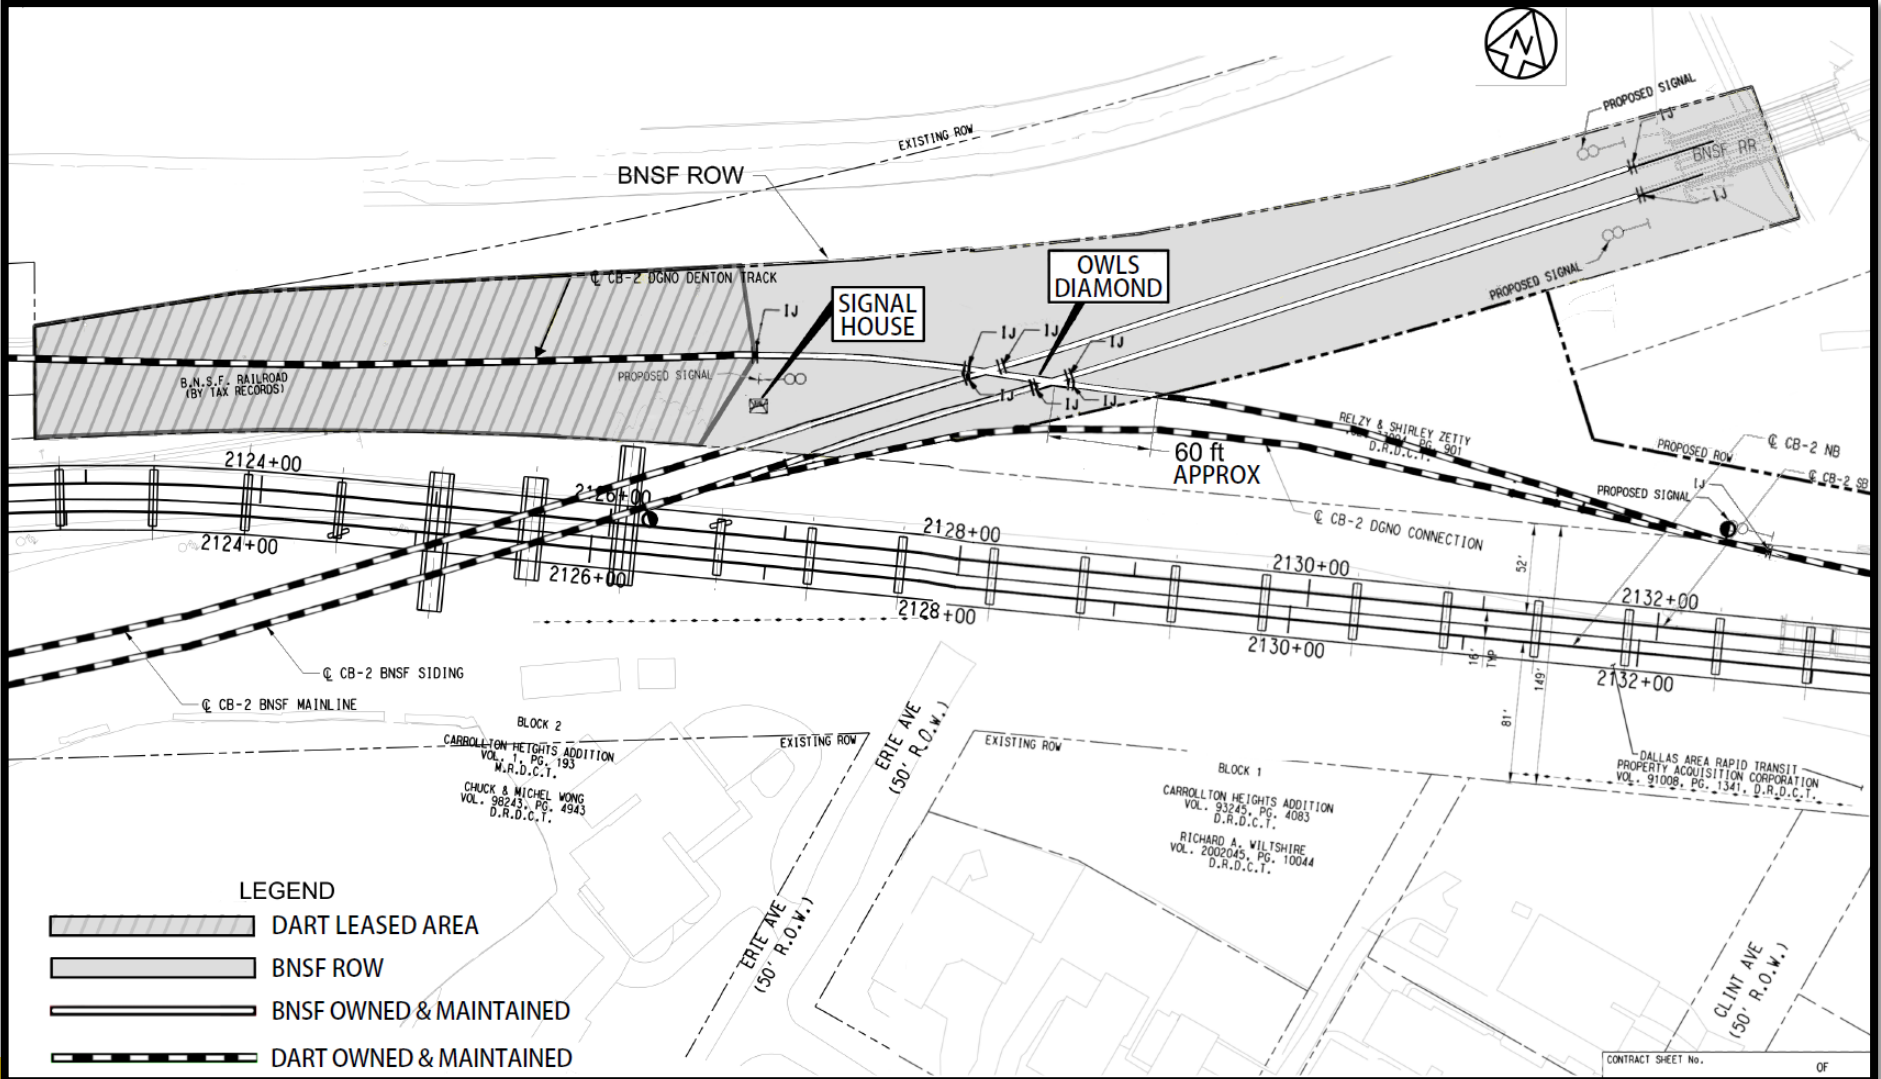 N
PROPOSED SIGNAL
IJ
EXISTING ROW
BNSF RR
BNSF ROW
IJ
PROPOSED SIGNAL
℄ CB-2 DGNO DENTON TRACK
OWLS
DIAMOND
SIGNAL
HOUSE
IJ
IJ
IJ
IJ
B.N.S.F. RAILROAD
(BY TAX RECORDS)
PROPOSED SIGNAL
IJ
IJ
IJ
RELZY & SHIRLEY ZETTY
PG. 901
D.R.D.C.T.
60 ft
APPROX
PROPOSED ROW
℄ CB-2 NB
℄ CB-2 SB
IJ
PROPOSED SIGNAL
2124+00
2126+00
2128+00
℄ CB-2 DGNO CONNECTION
2130+00
2132+00
52'
2124+00
2126+00
2128+00
2130+00
2132+00
16'
TYP
149'
81'
℄ CB-2 BNSF SIDING
℄ CB-2 BNSF MAINLINE
BLOCK 2
CARROLLTON HEIGHTS ADDITION
VOL. 1, PG. 193
M.R.D.C.T.
CHUCK & MICHEL WONG
VOL. 98243, PG. 4943
D.R.D.C.T.
EXISTING ROW
ERIE AVE
(50' R.O.W.)
EXISTING ROW
BLOCK 1
CARROLLTON HEIGHTS ADDITION
VOL. 93245, PG. 4083
D.R.D.C.T.
RICHARD A. WILTSHIRE
VOL. 2002045, PG. 10044
D.R.D.C.T.
DALLAS AREA RAPID TRANSIT
PROPERTY ACQUISITION CORPORATION
VOL. 91008, PG. 1341, D.R.D.C.T.
ERIE AVE
(50' R.O.W.)
CLINT AVE
(50' R.O.W.)
LEGEND
DART LEASED AREA
BNSF ROW
BNSF OWNED & MAINTAINED
DART OWNED & MAINTAINED
CONTRACT SHEET No.
OF